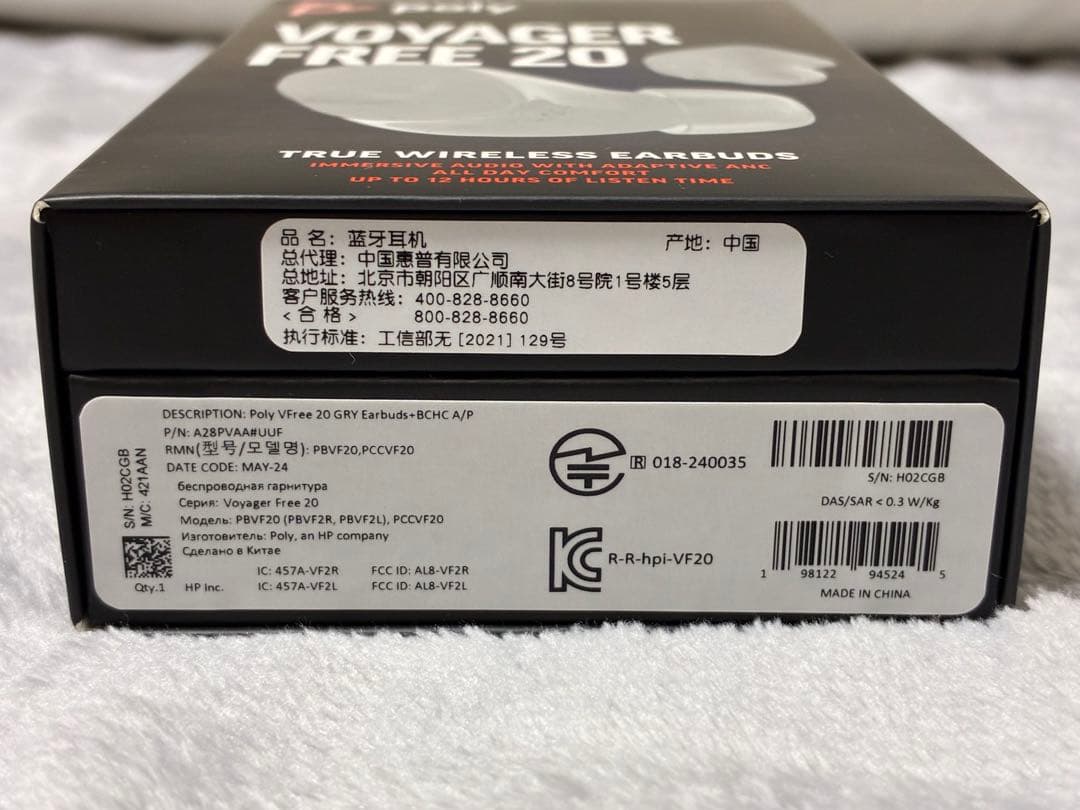 poly
VOYAGER
FREE 20
TRUE WIRELESS EARBUDS
IMMERSIVE AUDIO WITH ADAPTIVE ANC
ALL DAY COMFORT
UP TO 12 HOURS OF LISTEN TIME
品 名：蓝牙耳机 产地：中国
总代理：中国惠普有限公司
总地址：北京市朝阳区广顺南大街8号院1号楼5层
客户服务热线：400-828-8660
<合格> 800-828-8660
执行标准：工信部无 [2021] 129号
DESCRIPTION: Poly VFree 20 GRY Earbuds+BCHC A/P
P/N: A28PVAA#UUF
RMN(型号/모델명): PBVF20,PCCVF20
DATE CODE: MAY-24
беспроводная гарнитура
Серия: Voyager Free 20
Модель: PBVF20 (PBVF2R, PBVF2L), PCCVF20
Изготовитель: Poly, an HP company
Сделано в Китае
IC: 457A-VF2R FCC ID: AL8-VF2R
HP Inc. IC: 457A-VF2L FCC ID: AL8-VF2L
S/N: H02CGB
M/C: 421AAN
Qty.1
R 018-240035
R-R-hpi-VF20
S/N: H02CGB
DAS/SAR < 0.3 W/Kg
1 98122 94524 5
MADE IN CHINA